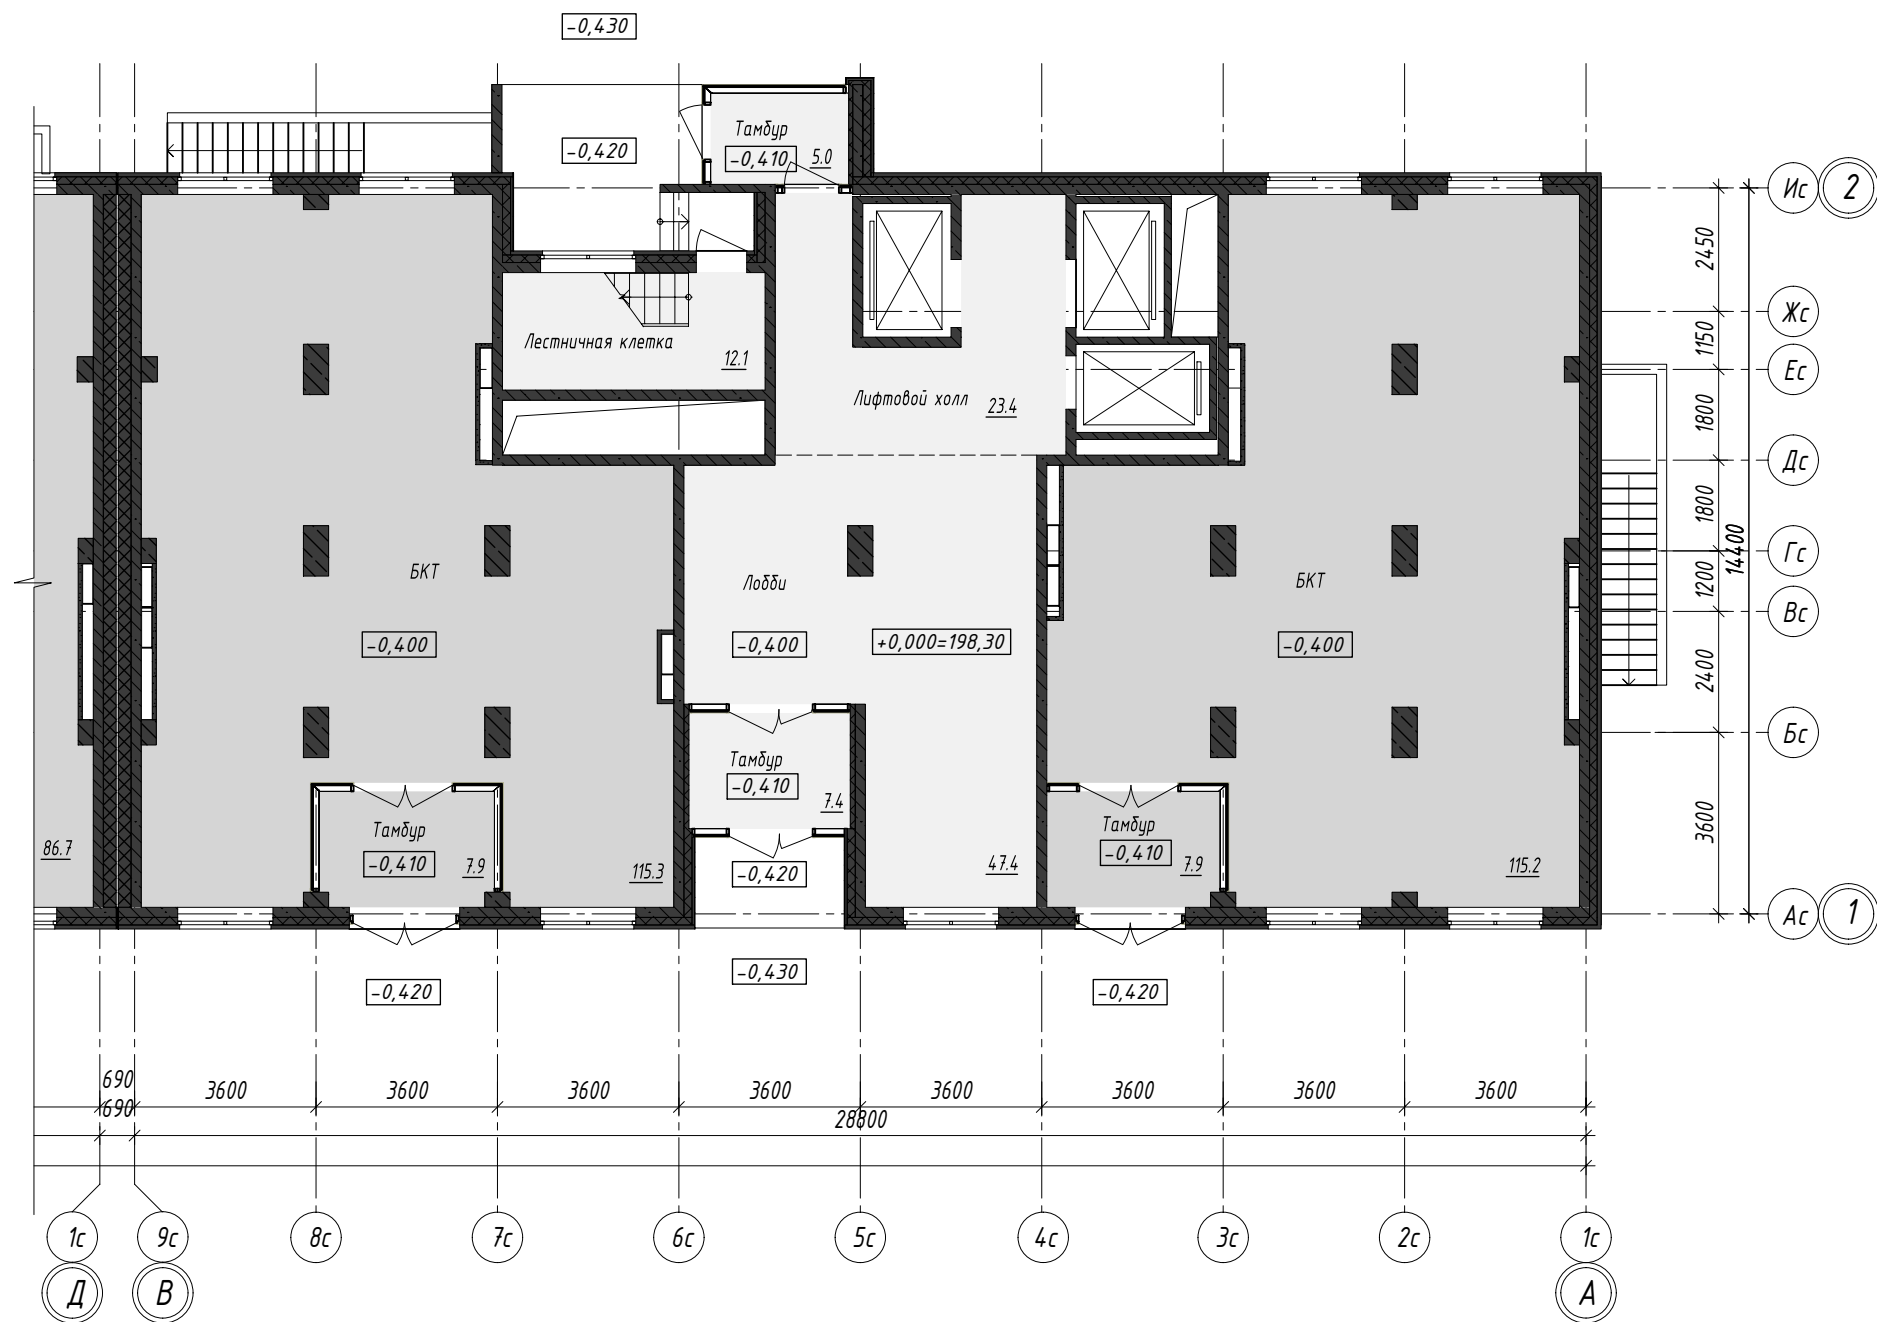 -0,430
Тамбур
-0,420
-0,410
5.0
Ис
2
2450
Жс
1150
Лестничная клетка
12.1
Ес
Лифтовой холл
23.4
1800
Дс
1800
Гс
14400
БКТ
Лобби
БКТ
1200
Вс
-0,400
-0,400
+0,000=198,30
-0,400
2400
Бс
Тамбур
-0,410
7.4
3600
Тамбур
Тамбур
86.7
-0,410
7.9
115.3
-0,420
47.4
-0,410
7.9
115.2
Ас
1
-0,420
-0,430
-0,420
690
3600
3600
3600
3600
3600
3600
3600
3600
690
28800
1с
9с
8с
7с
6с
5с
4с
3с
2с
1с
Д
В
А